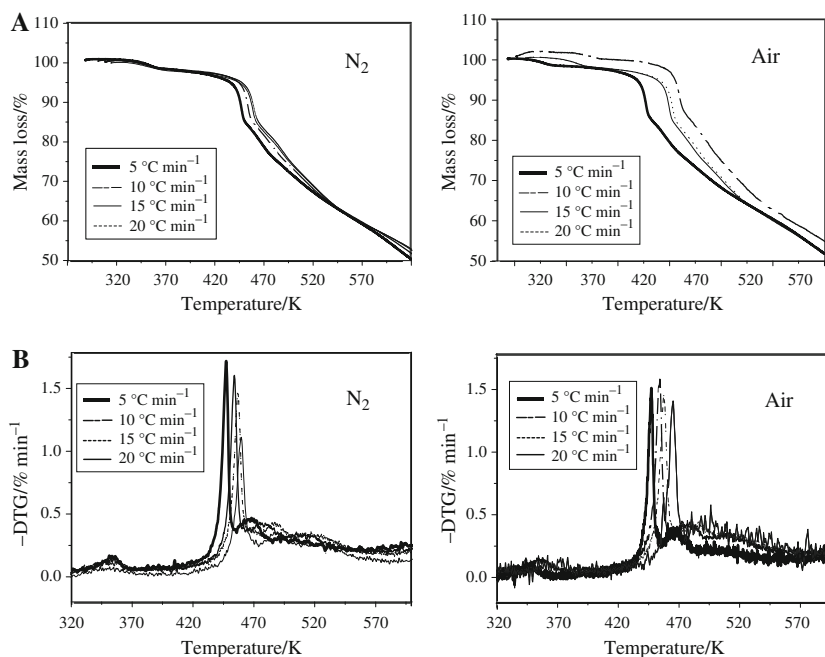 A
N₂
Mass loss/%
110
100
90
80
70
60
50
5 °C min⁻¹
10 °C min⁻¹
15 °C min⁻¹
20 °C min⁻¹
320 370 420 470 520 570
Temperature/K
Air
Mass loss/%
110
100
90
80
70
60
50
5 °C min⁻¹
10 °C min⁻¹
15 °C min⁻¹
20 °C min⁻¹
320 370 420 470 520 570
Temperature/K
B
N₂
−DTG/% min⁻¹
1.5
1.0
0.5
0.0
5 °C min⁻¹
10 °C min⁻¹
15 °C min⁻¹
20 °C min⁻¹
320 370 420 470 520 570
Temperature/K
Air
−DTG/% min⁻¹
1.5
1.0
0.5
0.0
5 °C min⁻¹
10 °C min⁻¹
15 °C min⁻¹
20 °C min⁻¹
320 370 420 470 520 570
Temperature/K